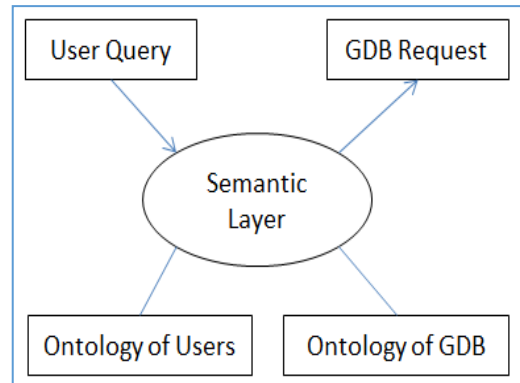 User Query
GDB Request
Semantic
Layer
Ontology of Users
Ontology of GDB